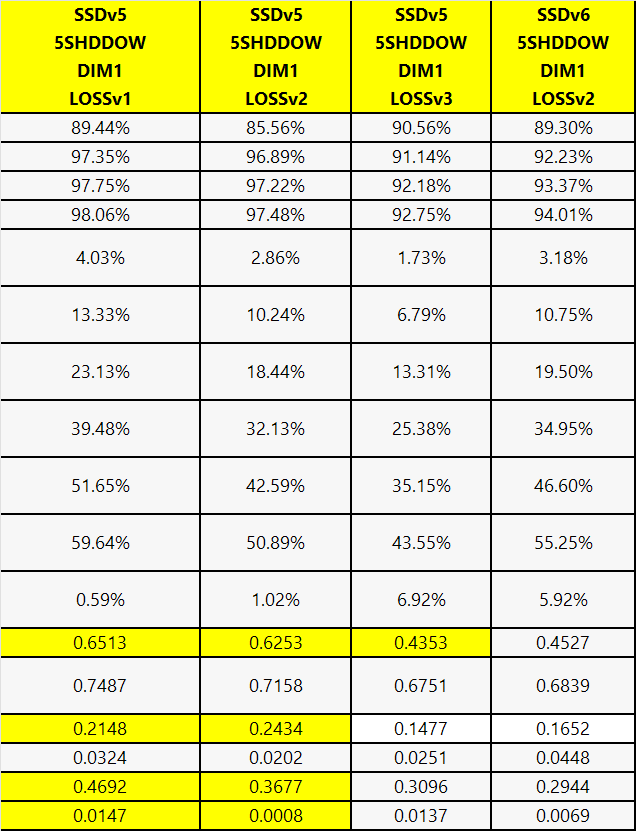 SSDv5 SSDv5 SSDv5 SSDv6
5SHDDOW 5SHDDOW 5SHDDOW 5SHDDOW
DIM1 DIM1 DIM1 DIM1
LOSSv1 LOSSv2 LOSSv3 LOSSv2
89.44% 85.56% 90.56% 89.30%
97.35% 96.89% 91.14% 92.23%
97.75% 97.22% 92.18% 93.37%
98.06% 97.48% 92.75% 94.01%
4.03% 2.86% 1.73% 3.18%
13.33% 10.24% 6.79% 10.75%
23.13% 18.44% 13.31% 19.50%
39.48% 32.13% 25.38% 34.95%
51.65% 42.59% 35.15% 46.60%
59.64% 50.89% 43.55% 55.25%
0.59% 1.02% 6.92% 5.92%
0.6513 0.6253 0.4353 0.4527
0.7487 0.7158 0.6751 0.6839
0.2148 0.2434 0.1477 0.1652
0.0324 0.0202 0.0251 0.0448
0.4692 0.3677 0.3096 0.2944
0.0147 0.0008 0.0137 0.0069